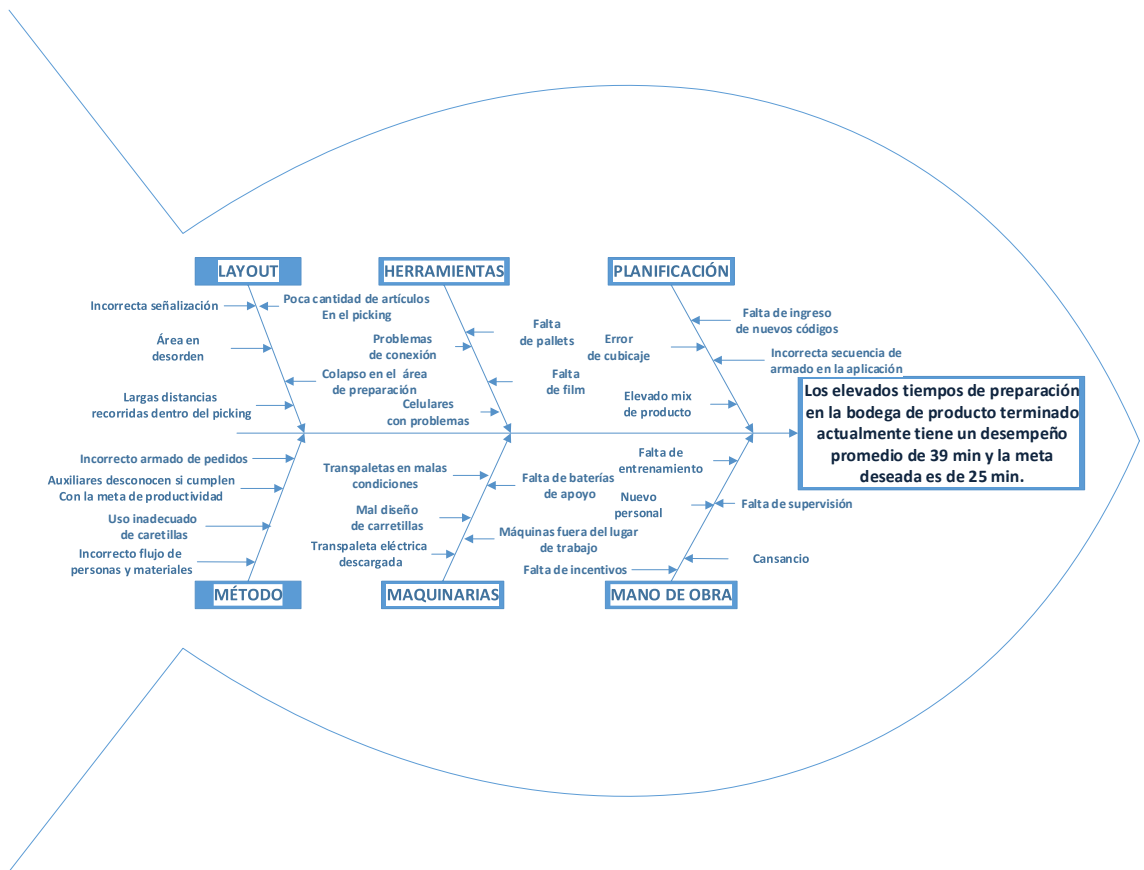 LAYOUT
Incorrecta señalización
Poca cantidad de artículos
En el picking
Área en
desorden
Colapso en el área
de preparación
Largas distancias
recorridas dentro del picking
HERRAMIENTAS
Falta
de pallets
Problemas
de conexión
Falta
de film
Celulares
con problemas
PLANIFICACIÓN
Falta de ingreso
de nuevos códigos
Error
de cubicaje
Incorrecta secuencia de
armado en la aplicación
Elevado mix
de producto
Los elevados tiempos de preparación
en la bodega de producto terminado
actualmente tiene un desempeño
promedio de 39 min y la meta
deseada es de 25 min.
Incorrecto armado de pedidos
Auxiliares desconocen si cumplen
Con la meta de productividad
Uso inadecuado
de caretillas
Incorrecto flujo de
personas y materiales
MÉTODO
Transpaletas en malas
condiciones
Falta de baterías
de apoyo
Mal diseño
de carretillas
Máquinas fuera del lugar
de trabajo
Transpaleta eléctrica
descargada
MAQUINARIAS
Falta de
entrenamiento
Nuevo
personal
Falta de supervisión
Cansancio
Falta de incentivos
MANO DE OBRA